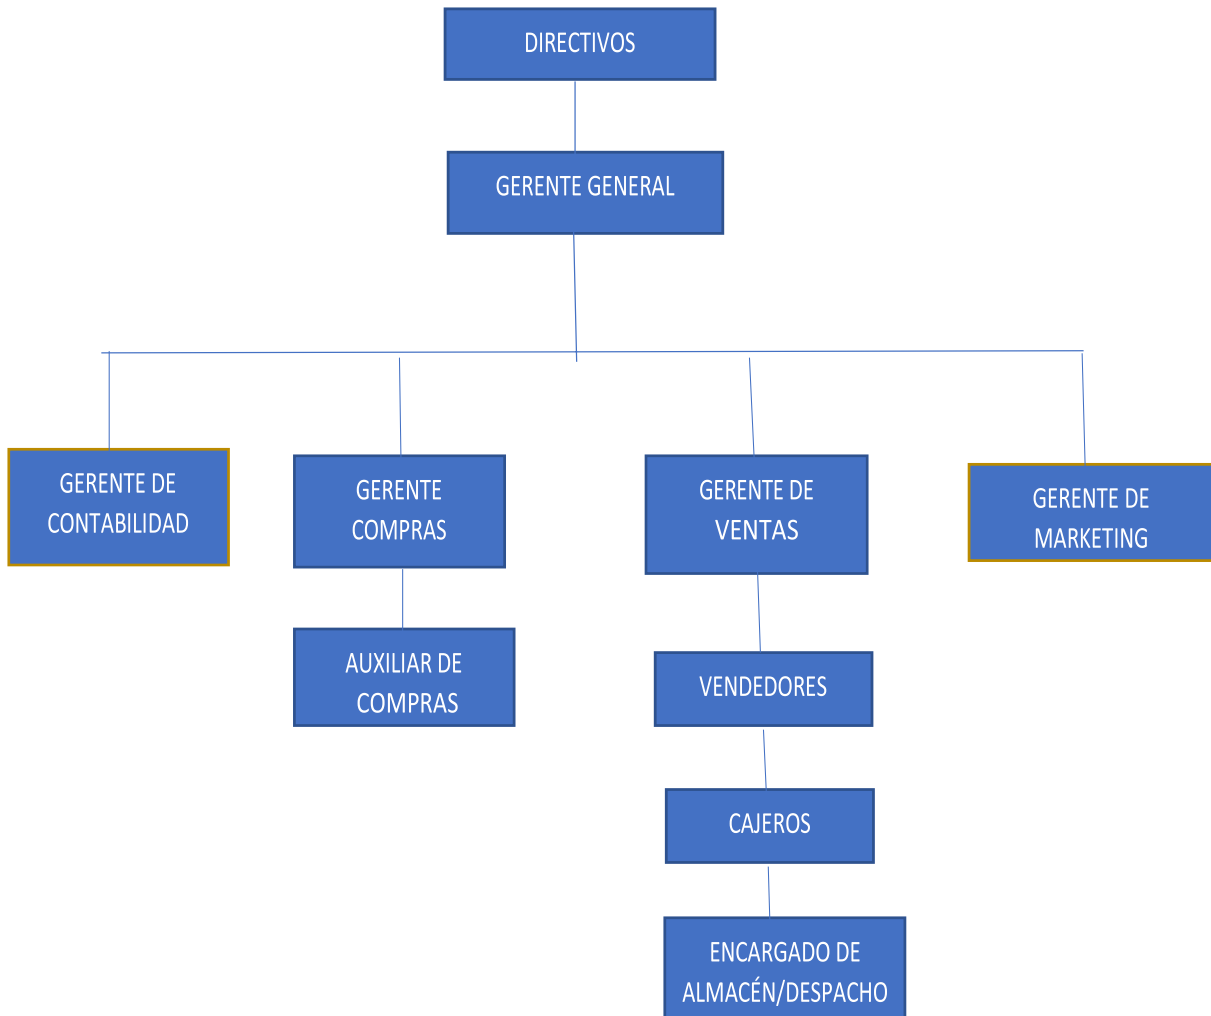 DIRECTIVOS
GERENTE GENERAL
GERENTE DE
CONTABILIDAD
GERENTE
COMPRAS
GERENTE DE
VENTAS
GERENTE DE
MARKETING
AUXILIAR DE
COMPRAS
VENDEDORES
CAJEROS
ENCARGADO DE
ALMACÉN/DESPACHO